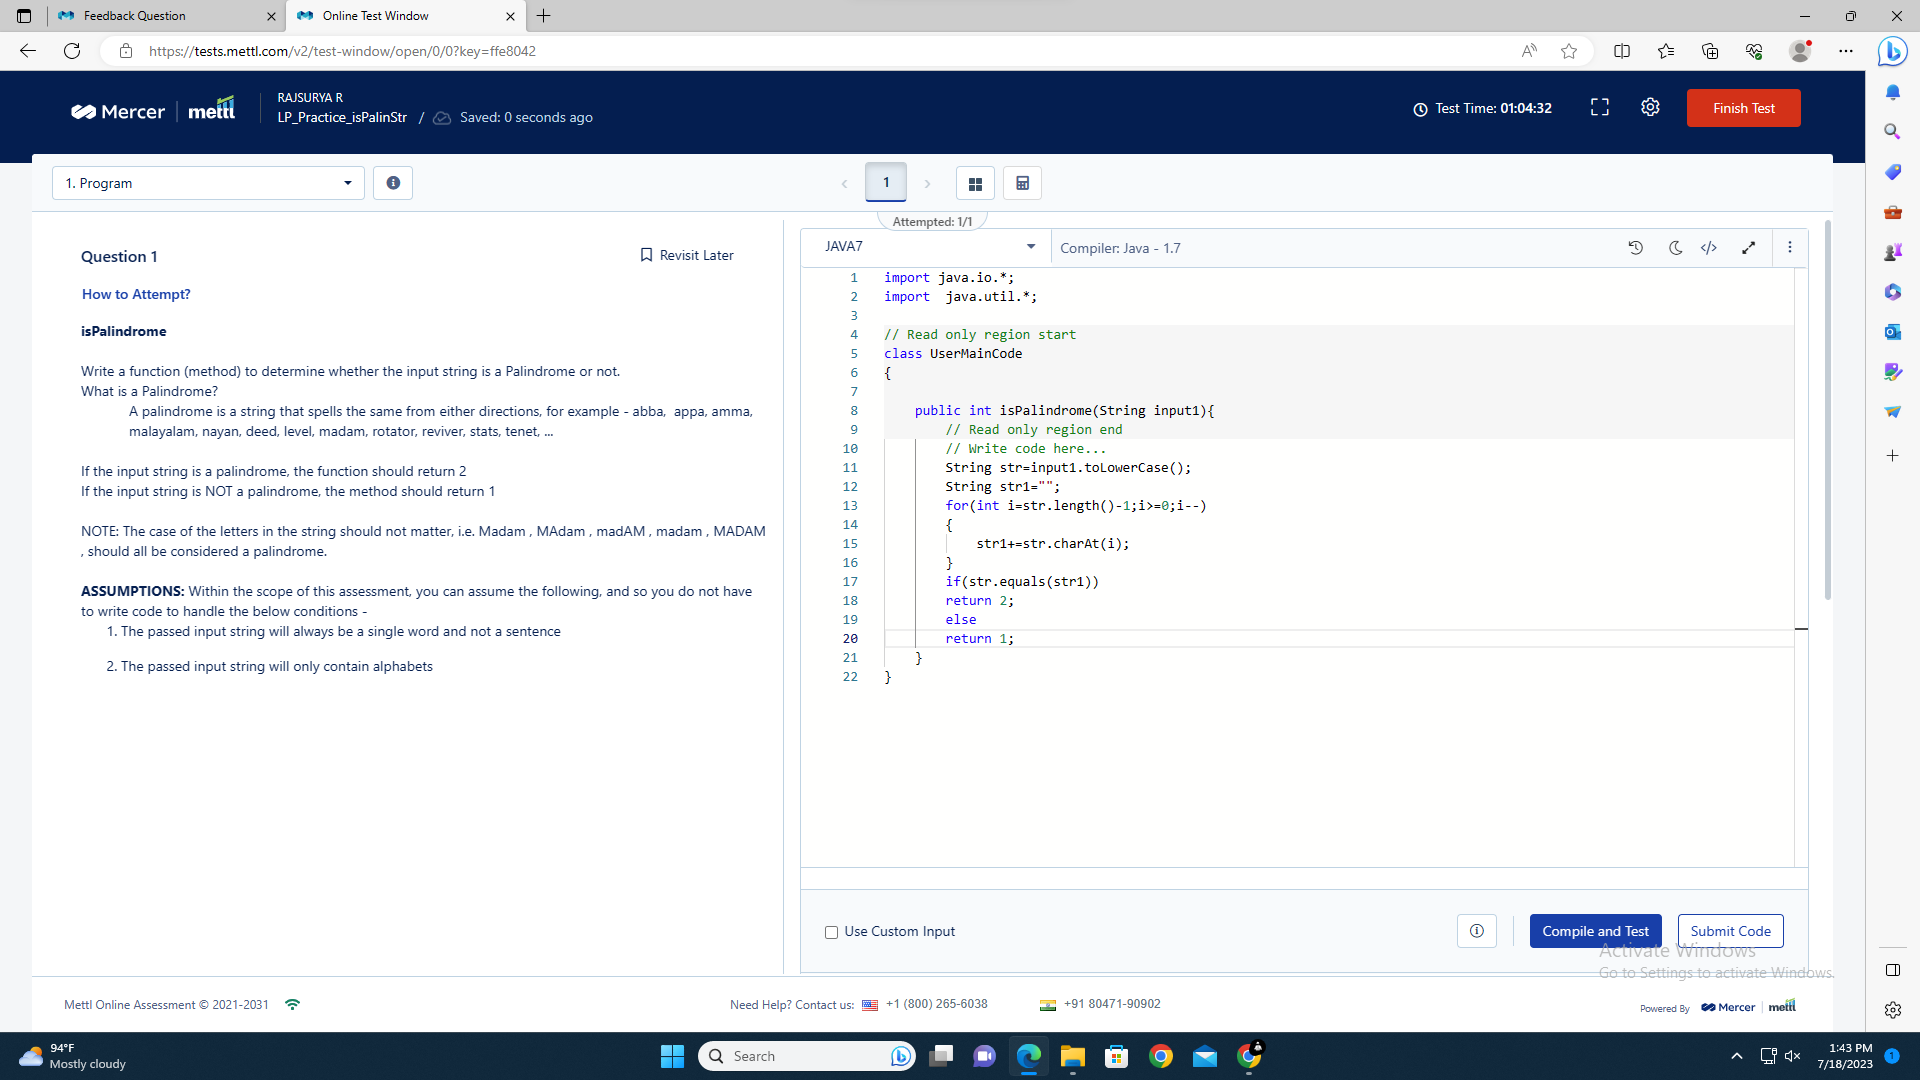 Feedback Question
Online Test Window
https://tests.mettl.com/v2/test-window/open/0/0?key=ffe8042
Mercer | mettl
RAJSURYA R
LP_Practice_isPalinStr / Saved: 0 seconds ago
Test Time: 01:04:32
Finish Test
1. Program
1
Attempted: 1/1
Question 1
Revisit Later
How to Attempt?
isPalindrome
Write a function (method) to determine whether the input string is a Palindrome or not.
What is a Palindrome?
A palindrome is a string that spells the same from either directions, for example - abba, appa, amma,
malayalam, nayan, deed, level, madam, rotator, reviver, stats, tenet, ...
If the input string is a palindrome, the function should return 2
If the input string is NOT a palindrome, the method should return 1
NOTE: The case of the letters in the string should not matter, i.e. Madam , MAdam , madAM , madam , MADAM
, should all be considered a palindrome.
ASSUMPTIONS: Within the scope of this assessment, you can assume the following, and so you do not have
to write code to handle the below conditions -
1. The passed input string will always be a single word and not a sentence
2. The passed input string will only contain alphabets
JAVA7
Compiler: Java - 1.7
1 import java.io.*;
2 import  java.util.*;
3
4 // Read only region start
5 class UserMainCode
6 {
7
8     public int isPalindrome(String input1){
9         // Read only region end
10         // Write code here...
11         String str=input1.toLowerCase();
12         String str1="";
13         for(int i=str.length()-1;i>=0;i--)
14         {
15             str1+=str.charAt(i);
16         }
17         if(str.equals(str1))
18         return 2;
19         else
20         return 1;
21     }
22 }
Use Custom Input
Compile and Test
Submit Code
Activate Windows
Go to Settings to activate Windows.
Mettl Online Assessment © 2021-2031
Need Help? Contact us: +1 (800) 265-6038
+91 80471-90902
Powered By Mercer | mettl
94°F
Mostly cloudy
Search
1:43 PM
7/18/2023
1